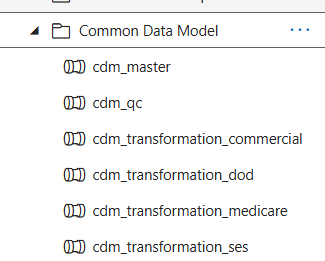 Common Data Model
cdm_master
cdm_qc
cdm_transformation_commercial
cdm_transformation_dod
cdm_transformation_medicare
cdm_transformation_ses